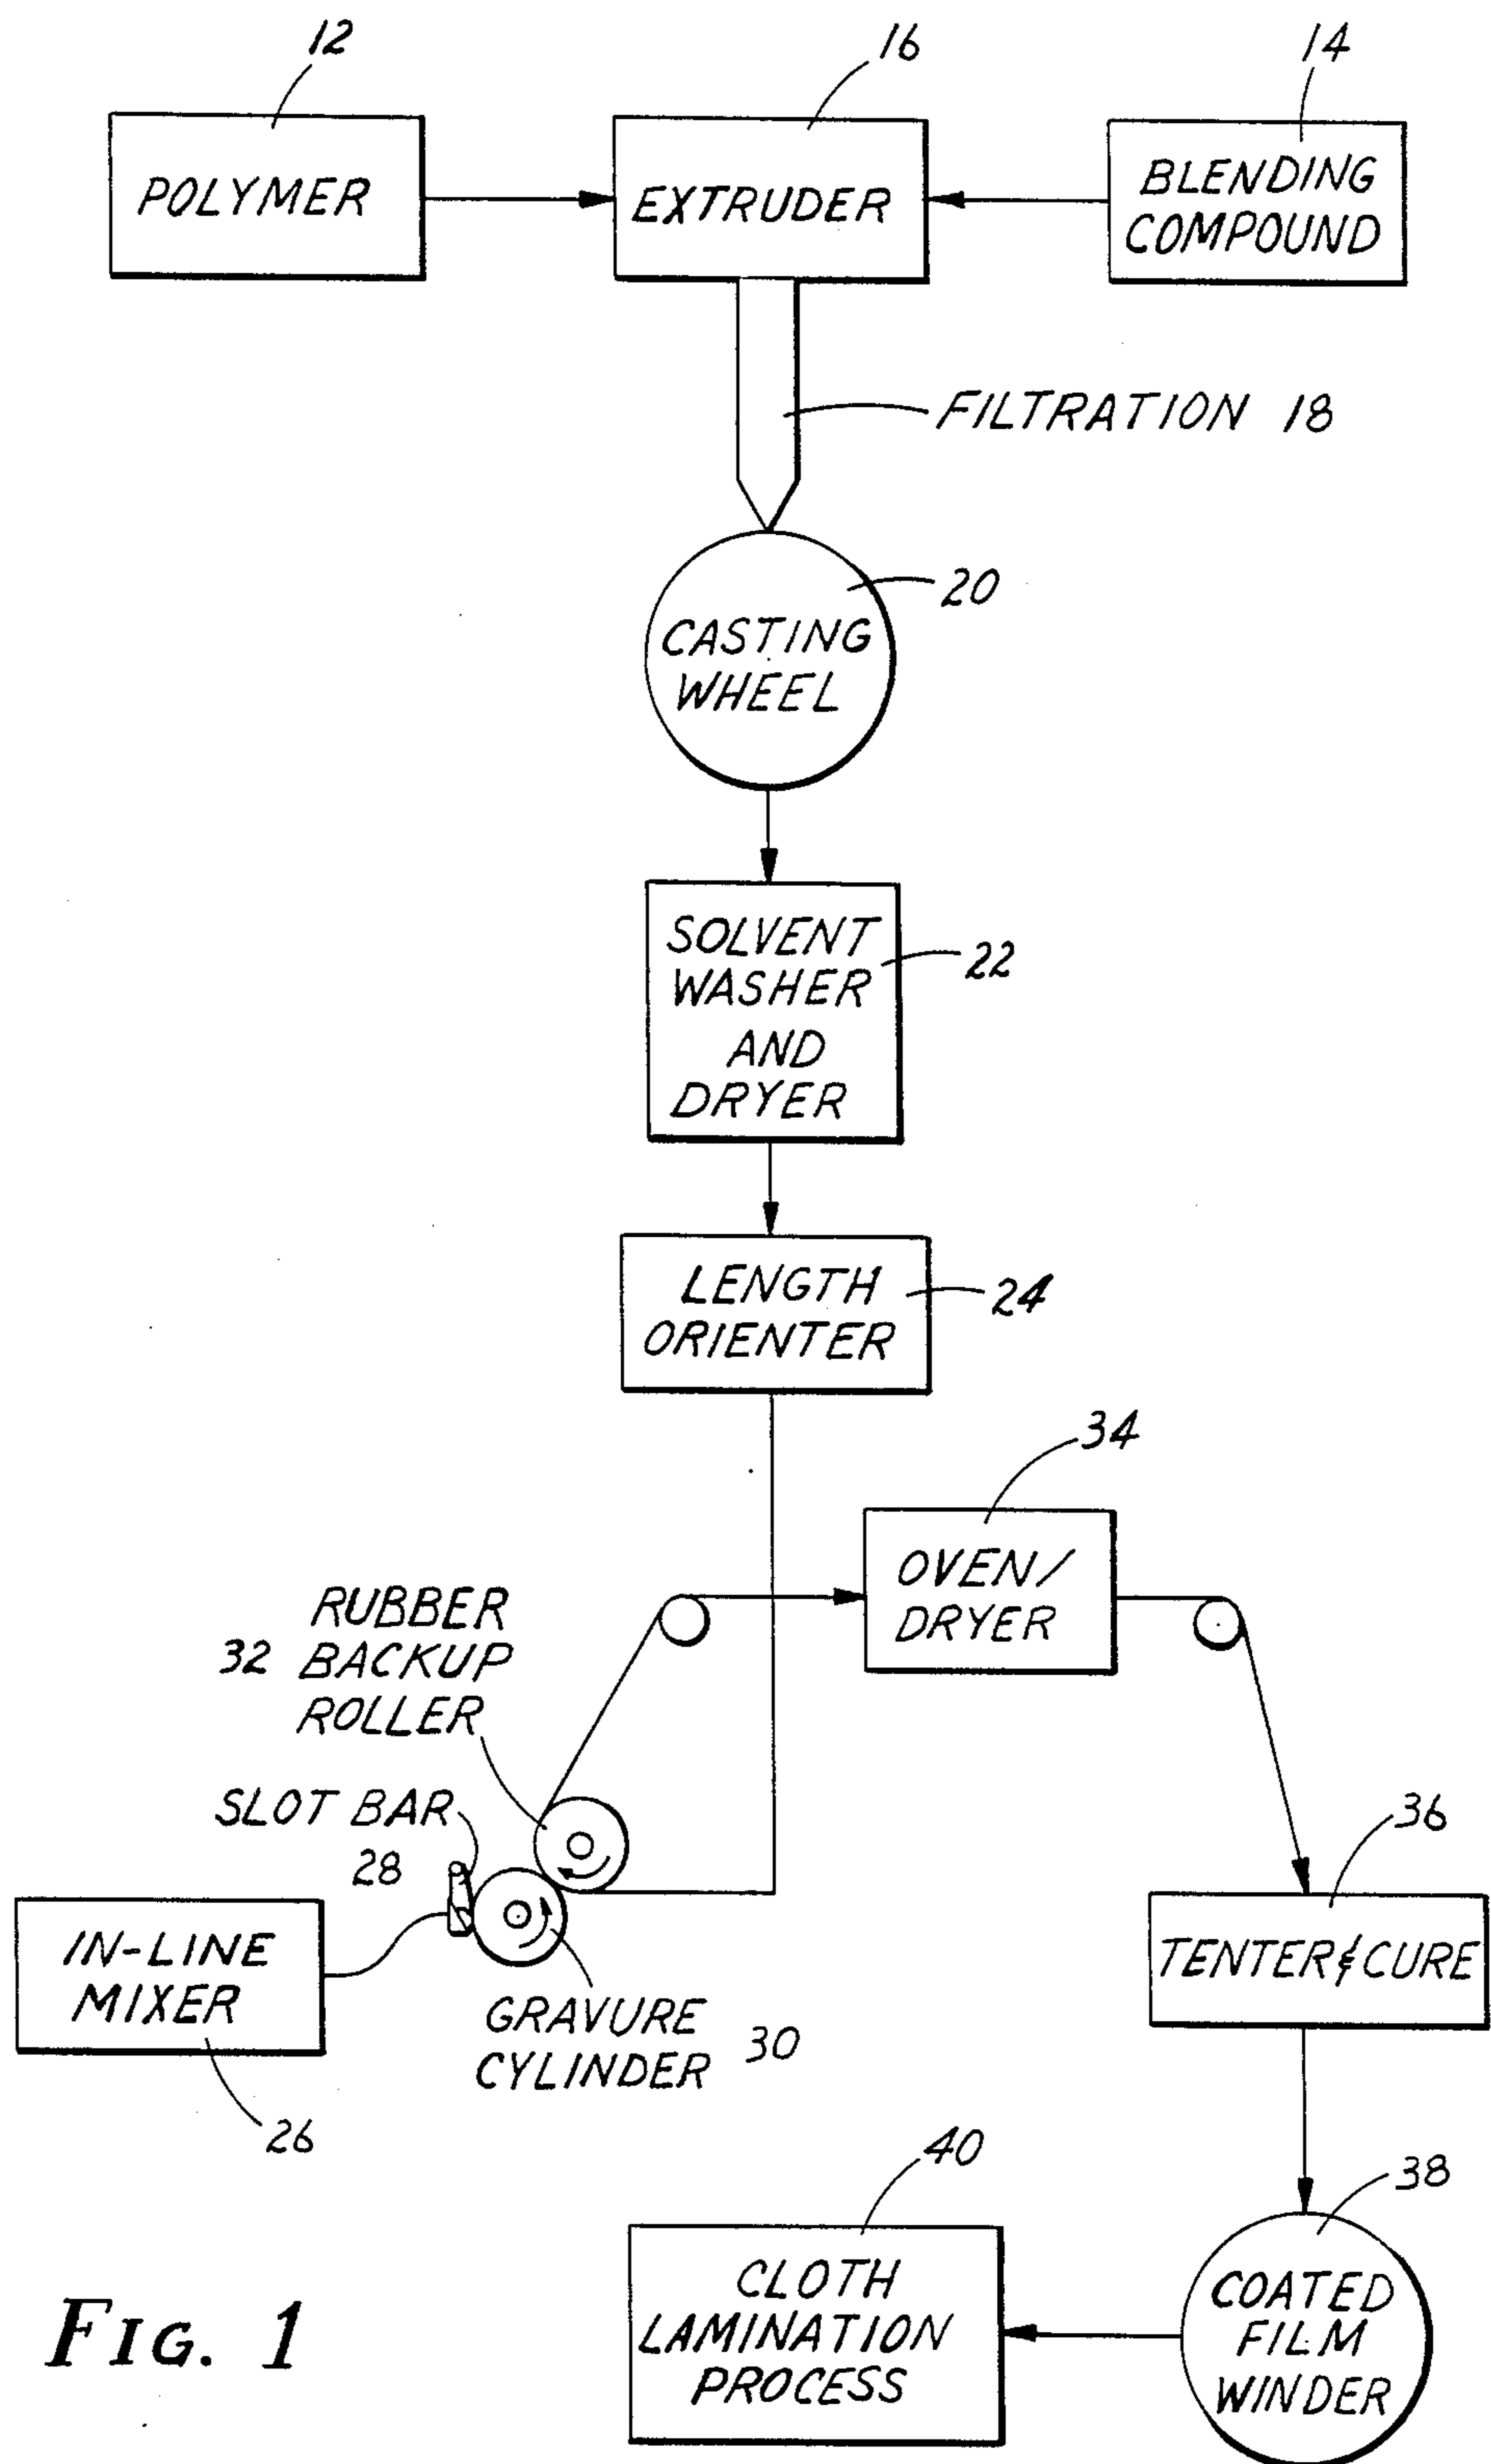 12
16
14
POLYMER
EXTRUDER
BLENDING
COMPOUND
FILTRATION 18
20
CASTING
WHEEL
SOLVENT
WASHER
AND
DRYER
22
LENGTH
ORIENTER
24
34
OVEN/
DRYER
RUBBER
32 BACKUP
ROLLER
SLOT BAR
28
36
IN-LINE
MIXER
TENTER & CURE
GRAVURE
CYLINDER 30
26
40
38
CLOTH
LAMINATION
PROCESS
COATED
FILM
WINDER
FIG. 1